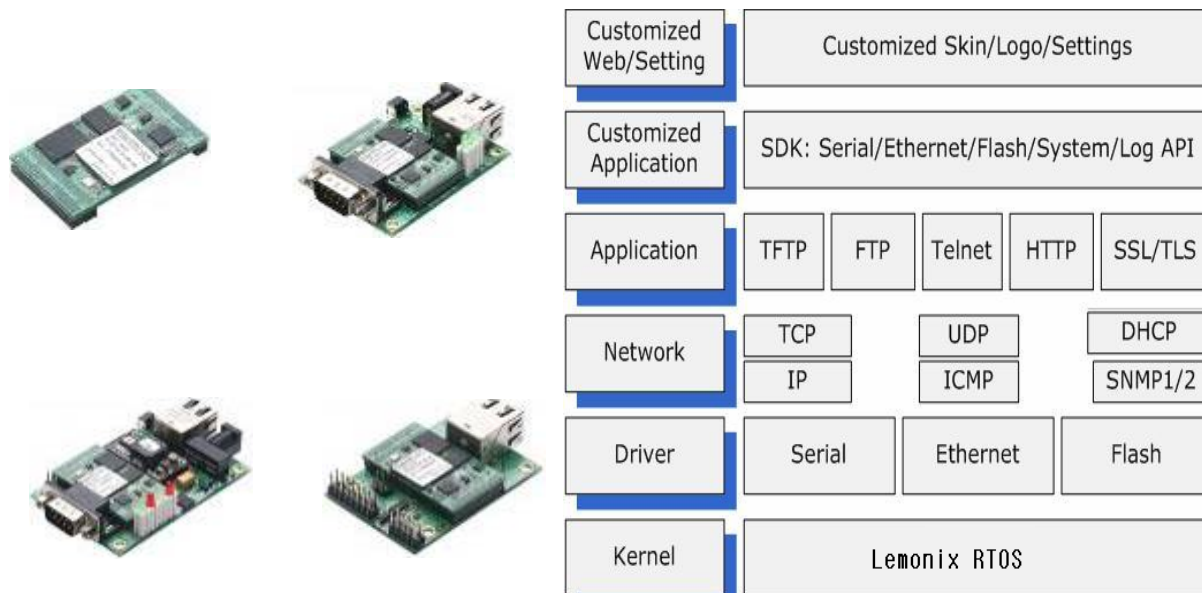 Customized
Web/Setting
Customized Skin/Logo/Settings
Customized
Application
SDK: Serial/Ethernet/Flash/System/Log API
Application
TFTP
FTP
Telnet
HTTP
SSL/TLS
Network
TCP
UDP
DHCP
IP
ICMP
SNMP1/2
Driver
Serial
Ethernet
Flash
Kernel
Lemonix RTOS